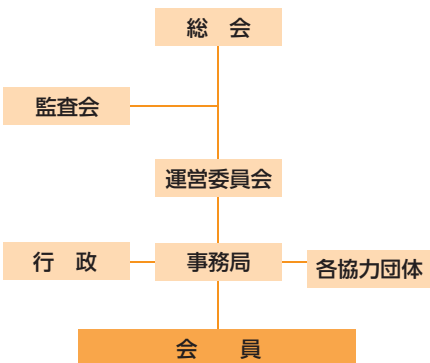 総　会
監査会
運営委員会
行　政
事務局
各協力団体
会　　員